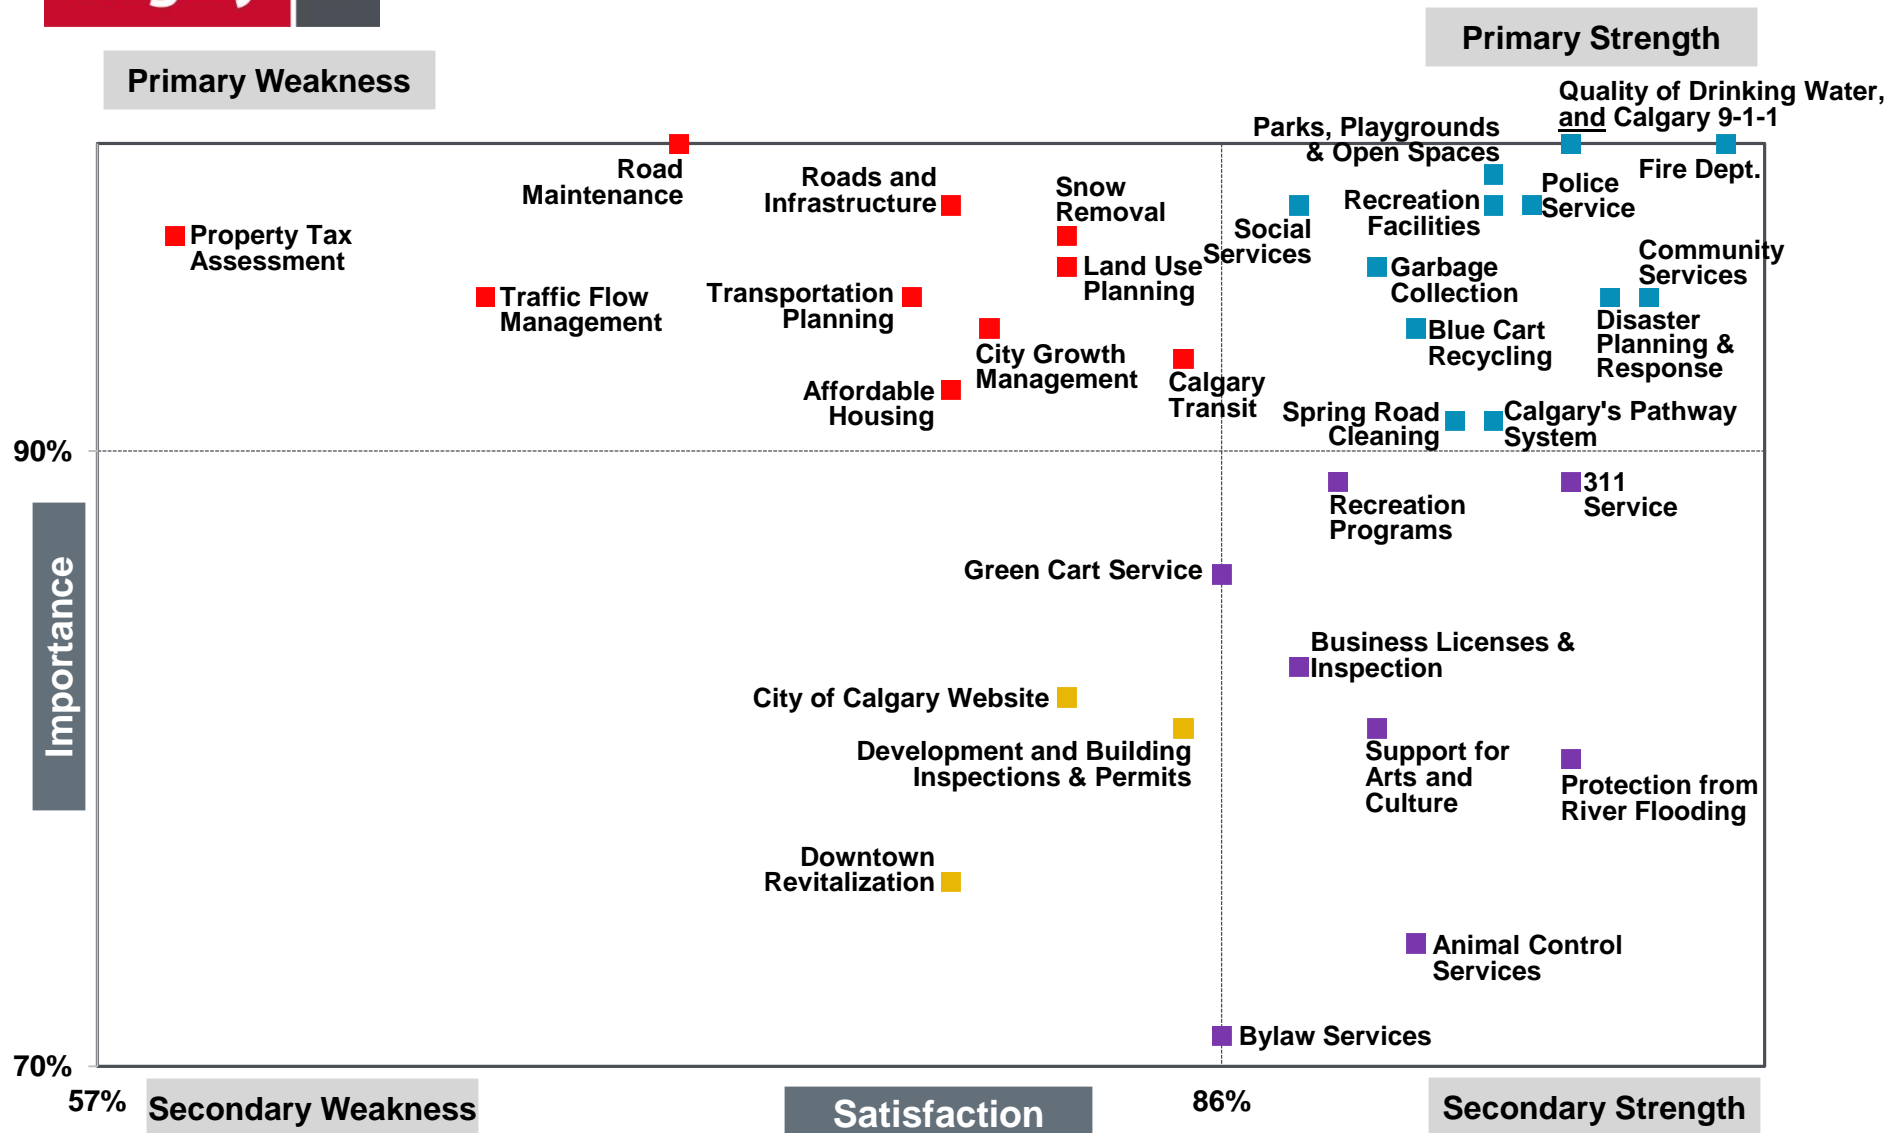 Primary Strength
Primary Weakness
Quality of Drinking Water,
and Calgary 9-1-1
Parks, Playgrounds
& Open Spaces
Fire Dept.
Road
Maintenance
Roads and
Infrastructure
Snow
Removal
Social
Services
Recreation
Facilities
Police
Service
Property Tax
Assessment
Land Use
Planning
Garbage
Collection
Community
Services
Traffic Flow
Management
Transportation
Planning
City Growth
Management
Blue Cart
Recycling
Disaster
Planning &
Response
Affordable
Housing
Calgary
Transit
Spring Road
Cleaning
Calgary's Pathway
System
90%
Recreation
Programs
311
Service
Green Cart Service
Importance
Business Licenses &
Inspection
City of Calgary Website
Development and Building
Inspections & Permits
Support for
Arts and
Culture
Protection from
River Flooding
Downtown
Revitalization
Animal Control
Services
Bylaw Services
70%
57%
Secondary Weakness
Satisfaction
86%
Secondary Strength